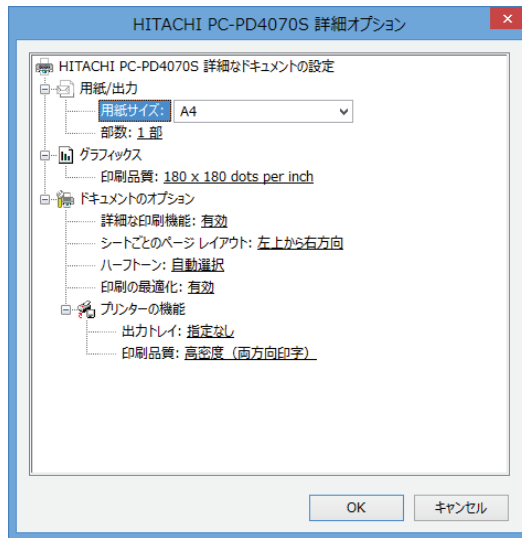 HITACHI PC-PD4070S 詳細オプション
HITACHI PC-PD4070S 詳細なドキュメントの設定
用紙/出力
用紙サイズ: A4
部数: 1 部
グラフィックス
印刷品質: 180 x 180 dots per inch
ドキュメントのオプション
詳細な印刷機能: 有効
シートごとのページ レイアウト: 左上から右方向
ハーフトーン: 自動選択
印刷の最適化: 有効
プリンターの機能
出力トレイ: 指定なし
印刷品質: 高密度（両方向印字）
OK キャンセル